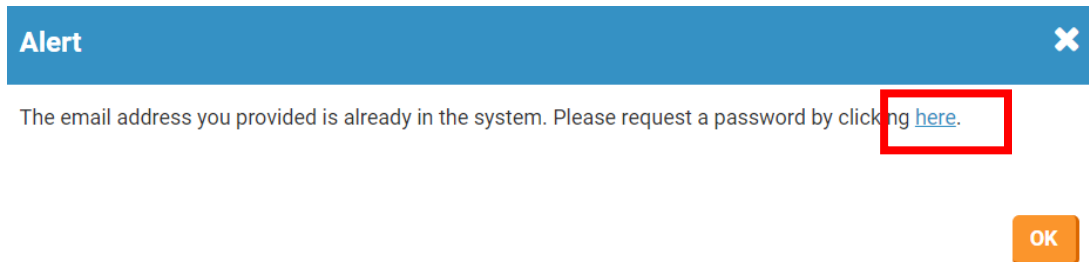 Alert
The email address you provided is already in the system. Please request a password by clicking here.
OK